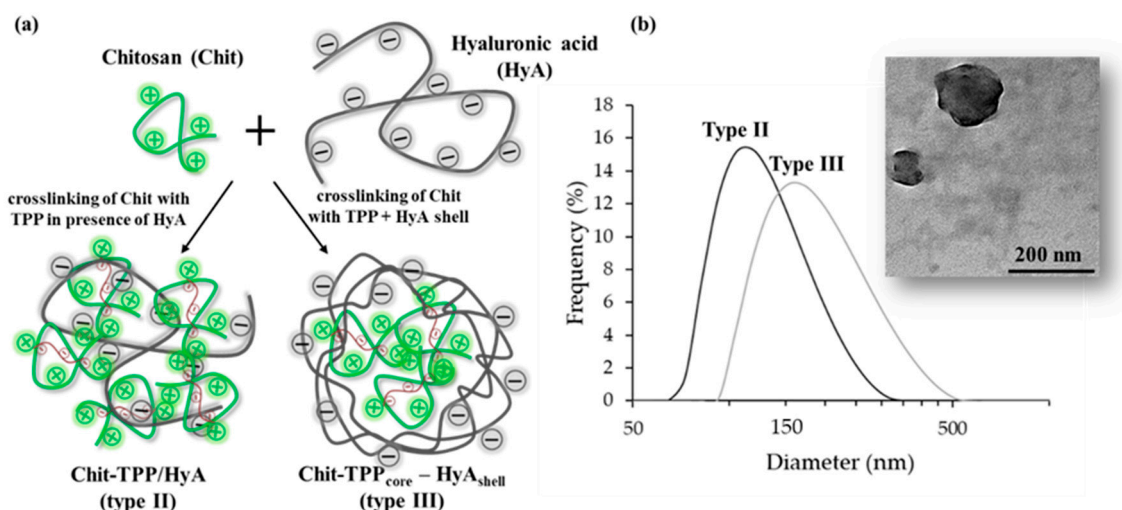 (a)
Chitosan (Chit)
Hyaluronic acid
(HyA)
+
crosslinking of Chit with
TPP in presence of HyA
crosslinking of Chit
with TPP + HyA shell
Chit-TPP/HyA
(type II)
Chit-TPPcore – HyAshell
(type III)
(b)
200 nm
Type II
Type III
Frequency (%)
18
16
14
12
10
8
6
4
2
0
50
150
500
Diameter (nm)